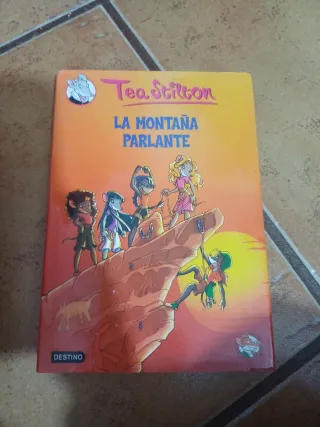 Tea Stilton
LA MONTAÑA
PARLANTE
DESTINO